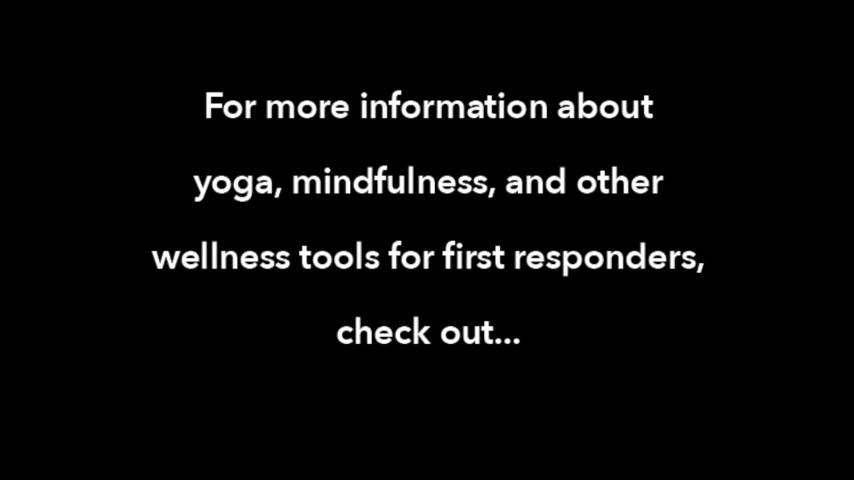 For more information about
yoga, mindfulness, and other
wellness tools for first responders,
check out...